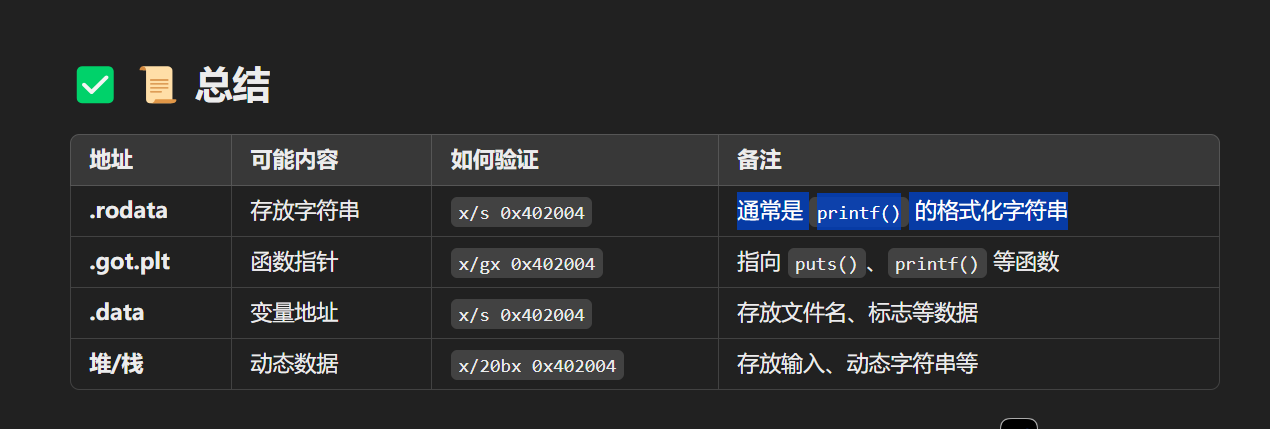 ✅ 📜 总结
地址 可能内容 如何验证 备注
.rodata 存放字符串 x/s 0x402004 通常是 printf() 的格式化字符串
.got.plt 函数指针 x/gx 0x402004 指向 puts()、printf() 等函数
.data 变量地址 x/s 0x402004 存放文件名、标志等数据
堆/栈 动态数据 x/20bx 0x402004 存放输入、动态字符串等